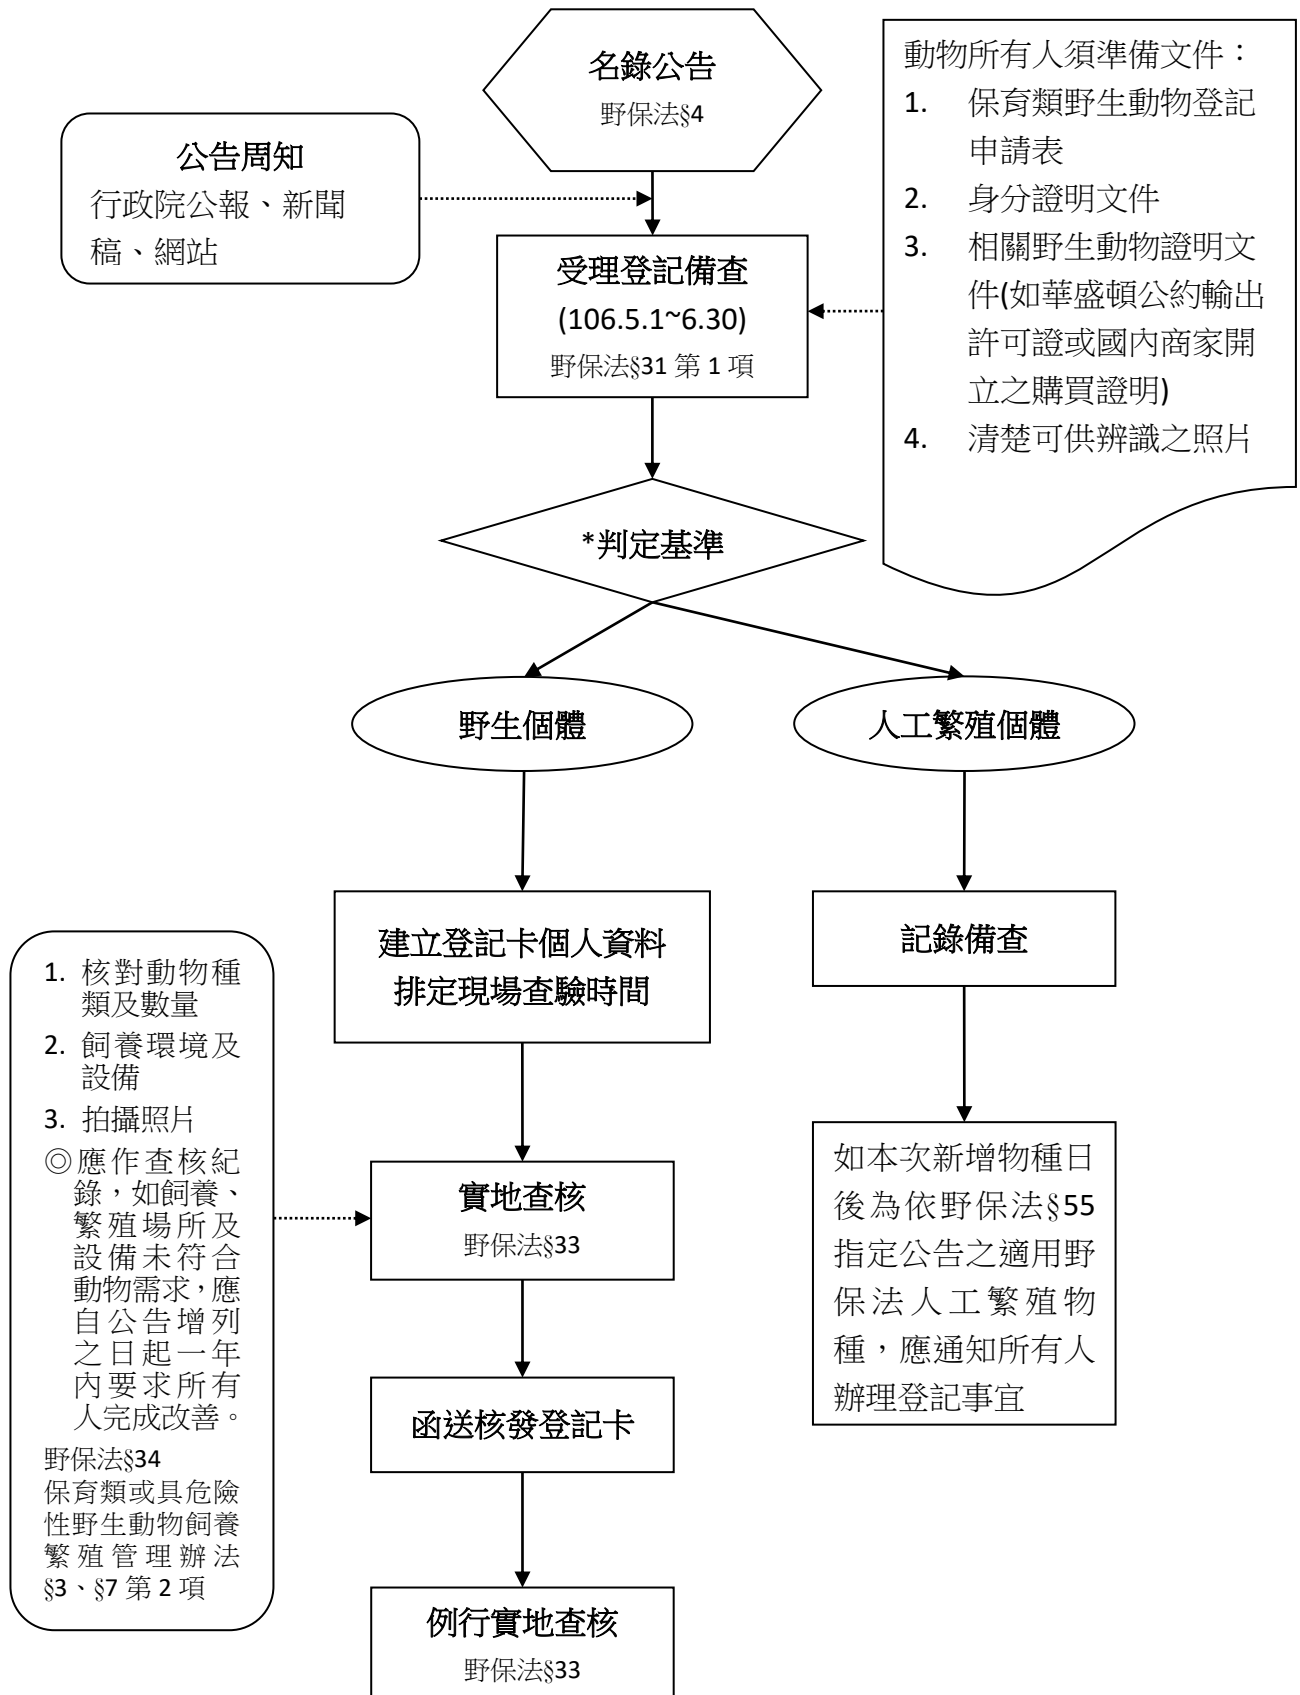 名錄公告
野保法§4
公告周知
行政院公報、新聞
稿、網站
動物所有人須準備文件：
1. 保育類野生動物登記
申請表
2. 身分證明文件
3. 相關野生動物證明文
件(如華盛頓公約輸出
許可證或國內商家開
立之購買證明)
4. 清楚可供辨識之照片
受理登記備查
(106.5.1~6.30)
野保法§31 第 1 項
*判定基準
野生個體
人工繁殖個體
建立登記卡個人資料
排定現場查驗時間
記錄備查
1. 核對動物種
類及數量
2. 飼養環境及
設備
3. 拍攝照片
◎應作查核紀
錄，如飼養、
繁殖場所及
設備未符合
動物需求，應
自公告增列
之日起一年
內要求所有
人完成改善。
野保法§34
保育類或具危險
性野生動物飼養
繁殖管理辦法
§3、§7 第 2 項
實地查核
野保法§33
如本次新增物種日
後為依野保法§55
指定公告之適用野
保法人工繁殖物
種，應通知所有人
辦理登記事宜
函送核發登記卡
例行實地查核
野保法§33